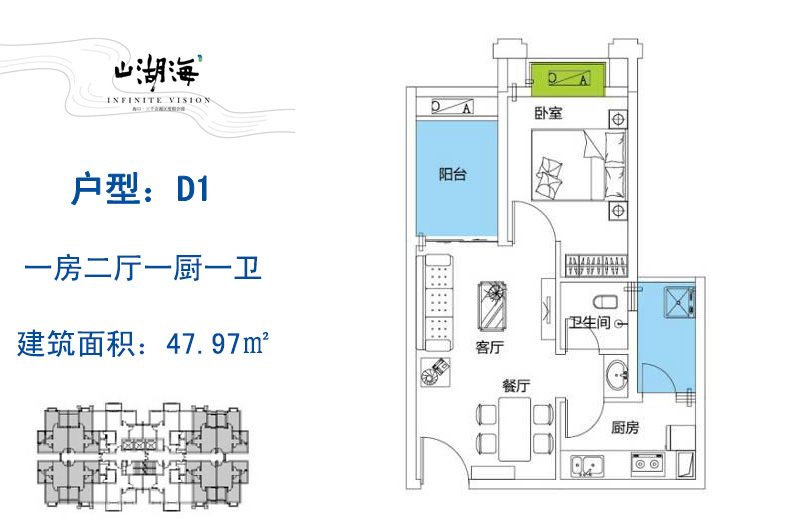 山湖海
INFINITE VISION
户型：D1
一房二厅一厨一卫
建筑面积：47.97㎡
A C
A C
卧室
阳台
卫生间
客厅
餐厅
厨房